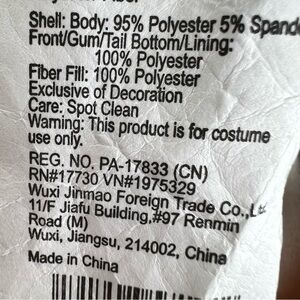 Shell: Body: 95% Polyester 5% Spande
Front/Gum/Tail Bottom/Lining:
100% Polyester
Fiber Fill: 100% Polyester
Exclusive of Decoration
Care: Spot Clean
Warning: This product is for costume
use only.
REG. NO. PA-17833 (CN)
RN#17730 VN#1975329
Wuxi Jinmao Foreign Trade Co.,Lt
11/F Jiafu Building,#97 Renmin
Road (M)
Wuxi, Jiangsu, 214002, China
Made in China